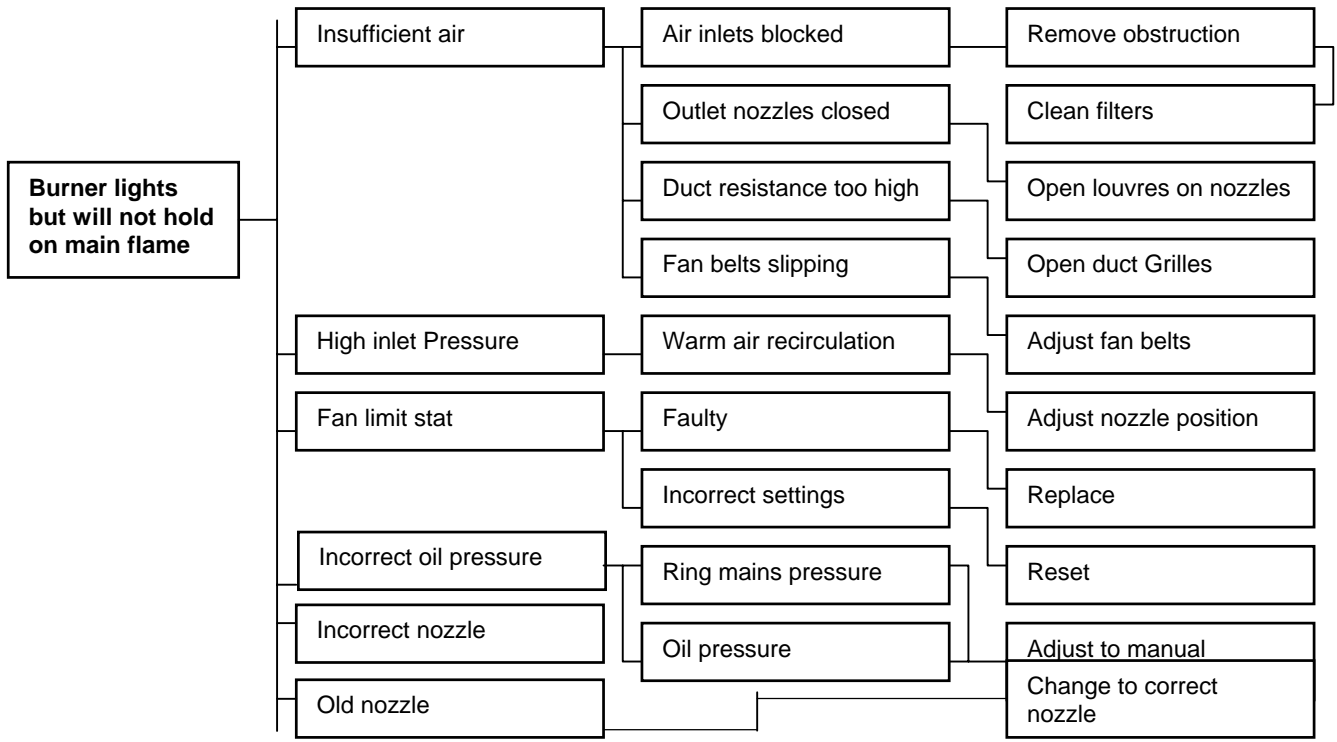 Insufficient air
Air inlets blocked
Remove obstruction
Outlet nozzles closed
Clean filters
Burner lights
but will not hold
on main flame
Duct resistance too high
Open louvres on nozzles
Fan belts slipping
Open duct Grilles
High inlet Pressure
Warm air recirculation
Adjust fan belts
Fan limit stat
Faulty
Adjust nozzle position
Incorrect settings
Replace
Incorrect oil pressure
Ring mains pressure
Reset
Incorrect nozzle
Oil pressure
Adjust to manual
Old nozzle
Change to correct
nozzle